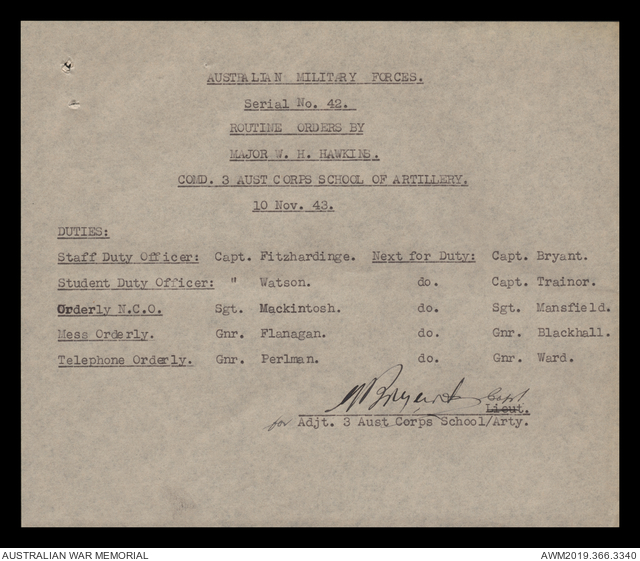 AUSTRALIAN MILITARY FORCES.
Serial No. 42.
ROUTINE ORDERS BY
MAJOR W. H. HAWKINS.
COMD. 3 AUST CORPS SCHOOL OF ARTILLERY.
10 Nov. 43.
DUTIES:
Staff Duty Officer: Capt. Fitzhardinge. Next for Duty: Capt. Bryant.
Student Duty Officer: " Watson. do. Capt. Trainor.
Orderly N.C.O. Sgt. Mackintosh. do. Sgt. Mansfield.
Mess Orderly. Gnr. Flanagan. do. Gnr. Blackhall.
Telephone Orderly. Gnr. Perlman. do. Gnr. Ward.
Capt
Lieut.
for Adjt. 3 Aust Corps School/Arty.
AUSTRALIAN WAR MEMORIAL AWM2019.366.3340